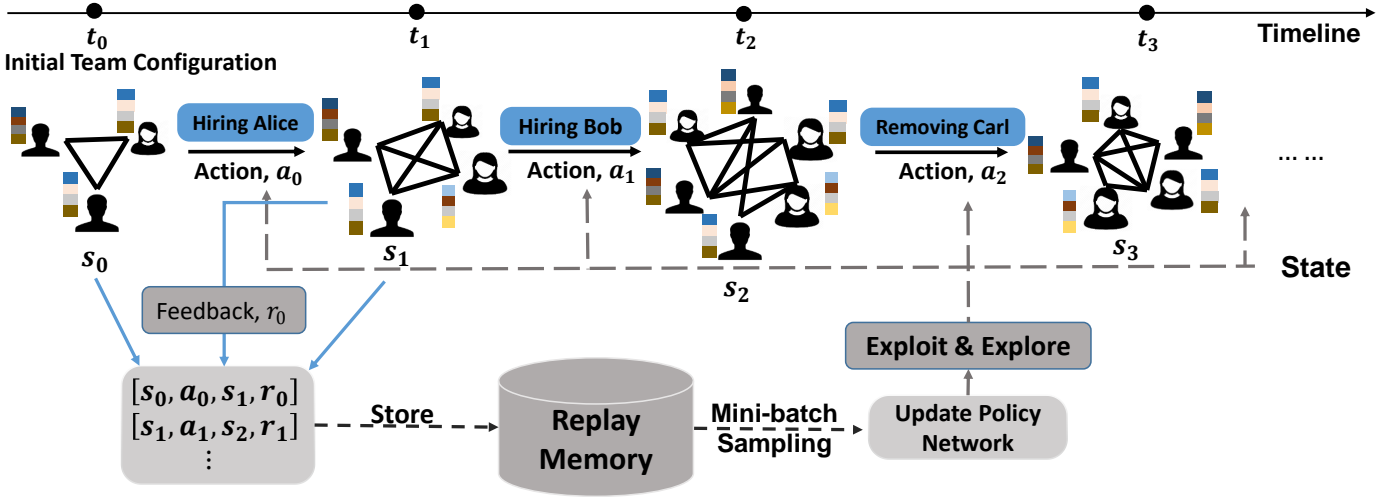 t₀ t₁ t₂ t₃ Timeline
Initial Team Configuration
Hiring Alice
Action, a₀
Hiring Bob
Action, a₁
Removing Carl
Action, a₂
... ...
s₀
s₁
s₂
s₃
State
Feedback, r₀
[s₀, a₀, s₁, r₀]
[s₁, a₁, s₂, r₁]
⋮
Store
Replay
Memory
Mini-batch
Sampling
Exploit & Explore
Update Policy
Network